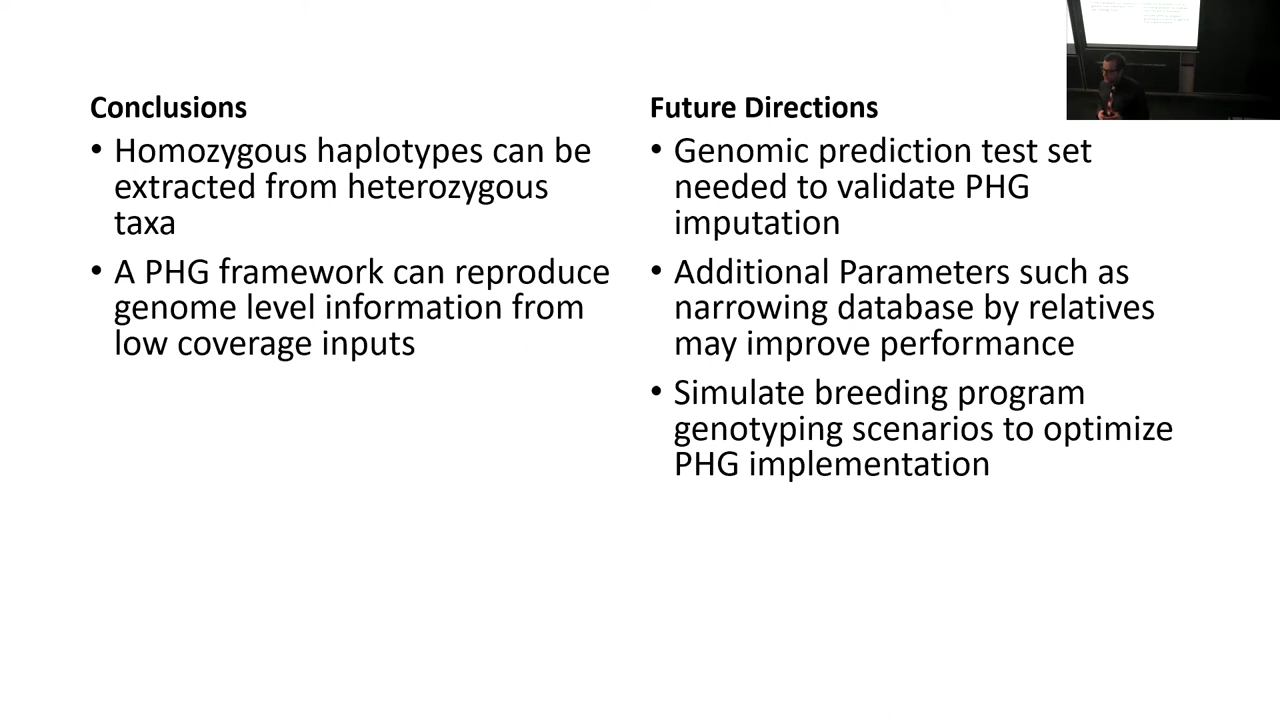 Conclusions
• Homozygous haplotypes can be
extracted from heterozygous
taxa
• A PHG framework can reproduce
genome level information from
low coverage inputs
Future Directions
• Genomic prediction test set
needed to validate PHG
imputation
• Additional Parameters such as
narrowing database by relatives
may improve performance
• Simulate breeding program
genotyping scenarios to optimize
PHG implementation